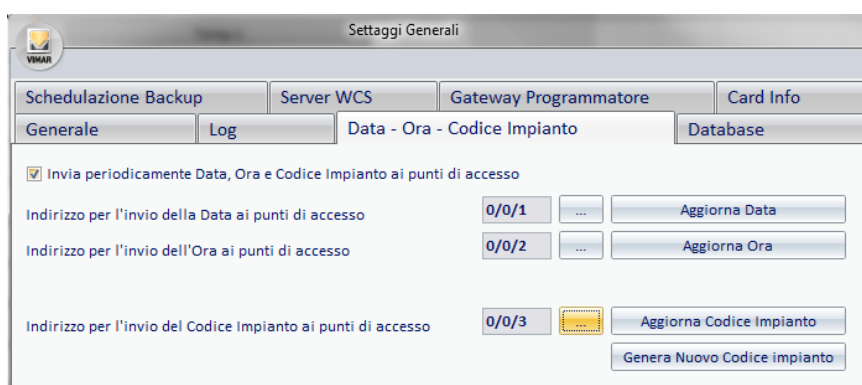 Settaggi Generali
VIMAR
Schedulazione Backup Server WCS Gateway Programmatore Card Info
Generale Log Data - Ora - Codice Impianto Database
Invia periodicamente Data, Ora e Codice Impianto ai punti di accesso
Indirizzo per l'invio della Data ai punti di accesso 0/0/1 ... Aggiorna Data
Indirizzo per l'invio dell'Ora ai punti di accesso 0/0/2 ... Aggiorna Ora
Indirizzo per l'invio del Codice Impianto ai punti di accesso 0/0/3 ... Aggiorna Codice Impianto
Genera Nuovo Codice impianto